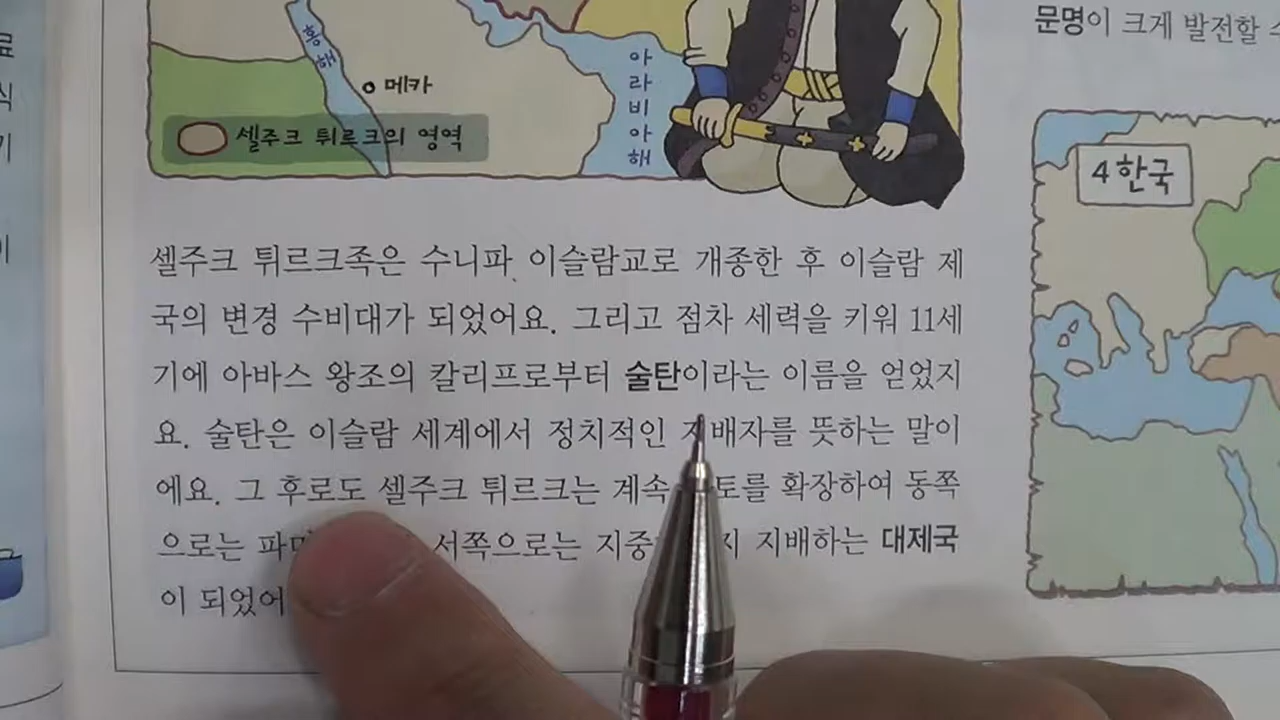 료
식
기
이
홍해
메카
셀주크 튀르크의 영역
아라비아해
셀주크 튀르크족은 수니파 이슬람교로 개종한 후 이슬람 제
국의 변경 수비대가 되었어요. 그리고 점차 세력을 키워 11세
기에 아바스 왕조의 칼리프로부터 술탄이라는 이름을 얻었지
요. 술탄은 이슬람 세계에서 정치적인 지배자를 뜻하는 말이
에요. 그 후로도 셀주크 튀르크는 계속 토를 확장하여 동쪽
으로는 서쪽으로는 지배하는 대제국
이 되었어
문명이 크게 발전할
4 한국